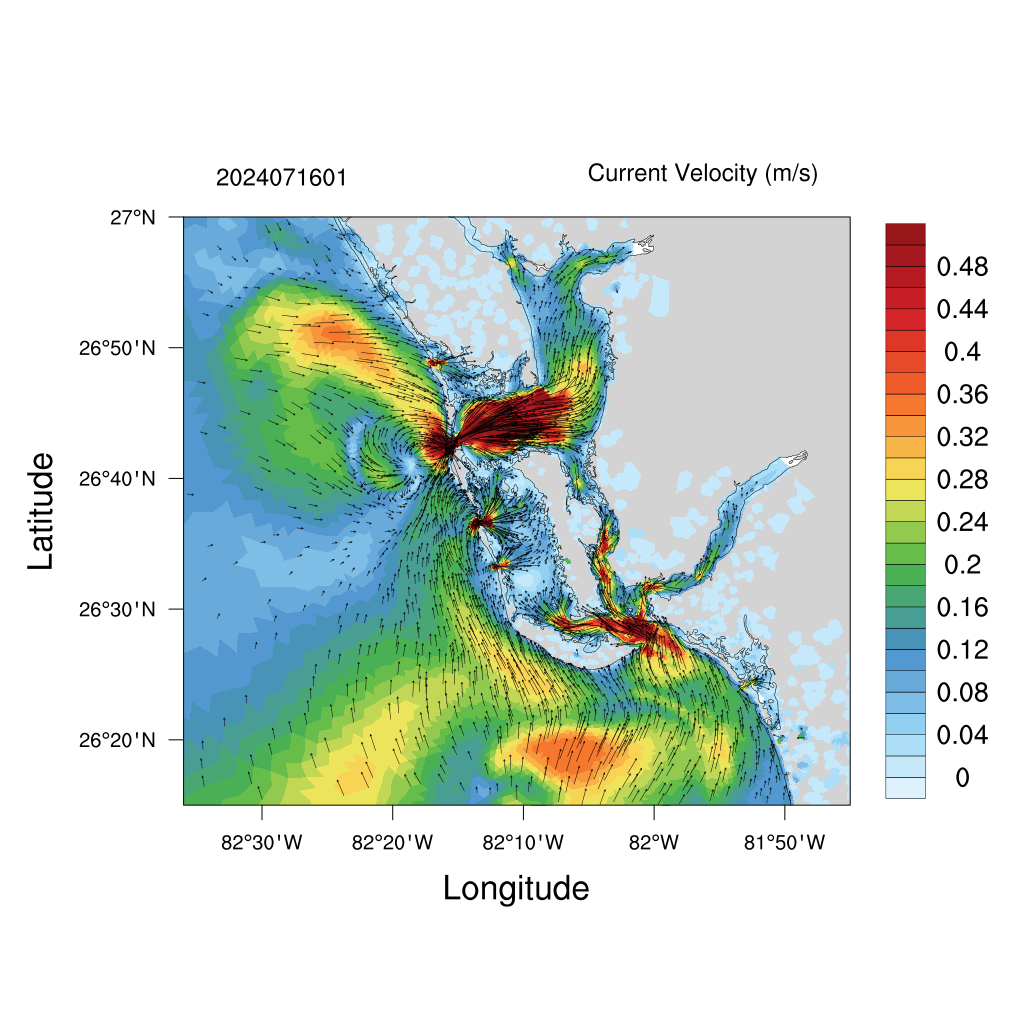 2024071601
Current Velocity (m/s)
27°N
26°50'N
26°40'N
26°30'N
26°20'N
Latitude
82°30'W
82°20'W
82°10'W
82°W
81°50'W
Longitude
0.48
0.44
0.4
0.36
0.32
0.28
0.24
0.2
0.16
0.12
0.08
0.04
0